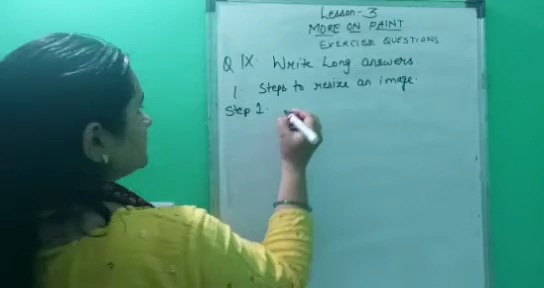 Lesson-3
MORE ON PAINT
EXERCISE QUESTIONS
Q IX. Write Long answers.
1. Steps to resize an image.
Step 1.